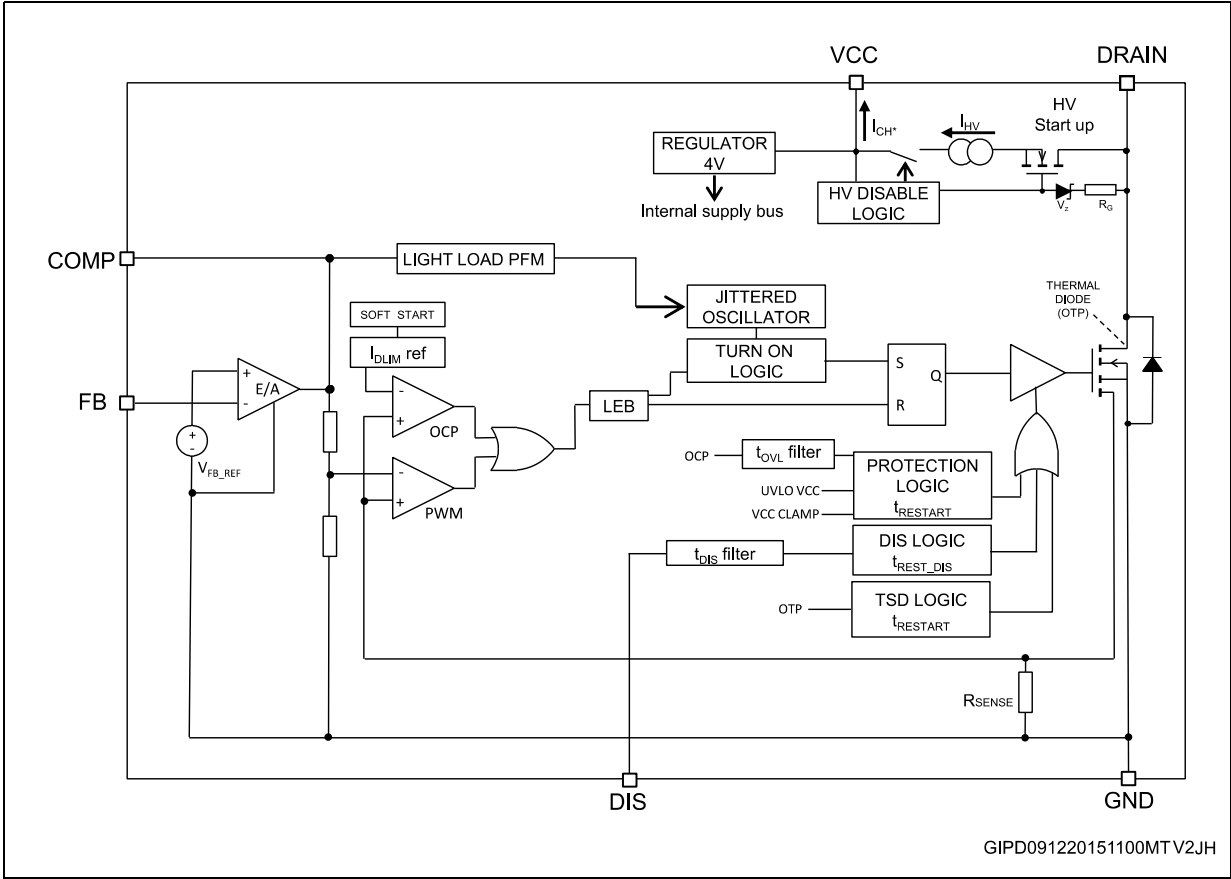 VCC
DRAIN
HV
Start up
I_CH*
I_HV
REGULATOR
4V
Internal supply bus
HV DISABLE
LOGIC
V_z
R_G
COMP
LIGHT LOAD PFM
THERMAL
DIODE
(OTP)
SOFT START
JITTERED
OSCILLATOR
I_DLIM ref
TURN ON
LOGIC
S
Q
R
+
E/A
-
FB
-
+
OCP
LEB
+
-
V_FB_REF
-
+
PWM
OCP
t_OVL filter
PROTECTION
LOGIC
t_RESTART
UVLO VCC
VCC CLAMP
DIS LOGIC
t_REST_DIS
t_DIS filter
OTP
TSD LOGIC
t_RESTART
R_SENSE
DIS
GND
GIPD091220151100MTV2JH